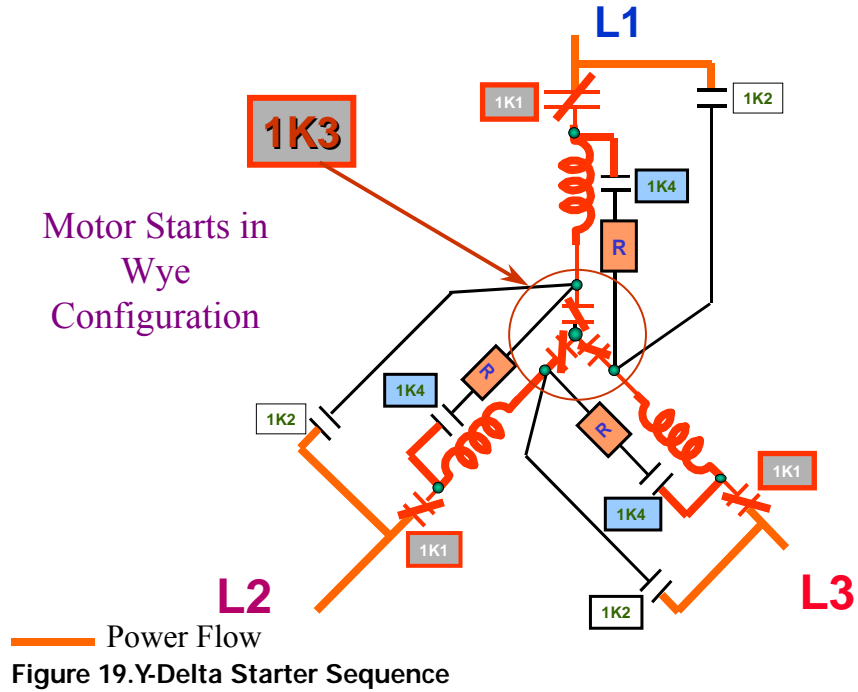 L1
1K1
1K2
1K3
1K4
R
Motor Starts in
Wye
Configuration
R
1K4
1K2
R
1K1
1K4
1K1
L2
1K2
L3
Power Flow
Figure 19.Y-Delta Starter Sequence